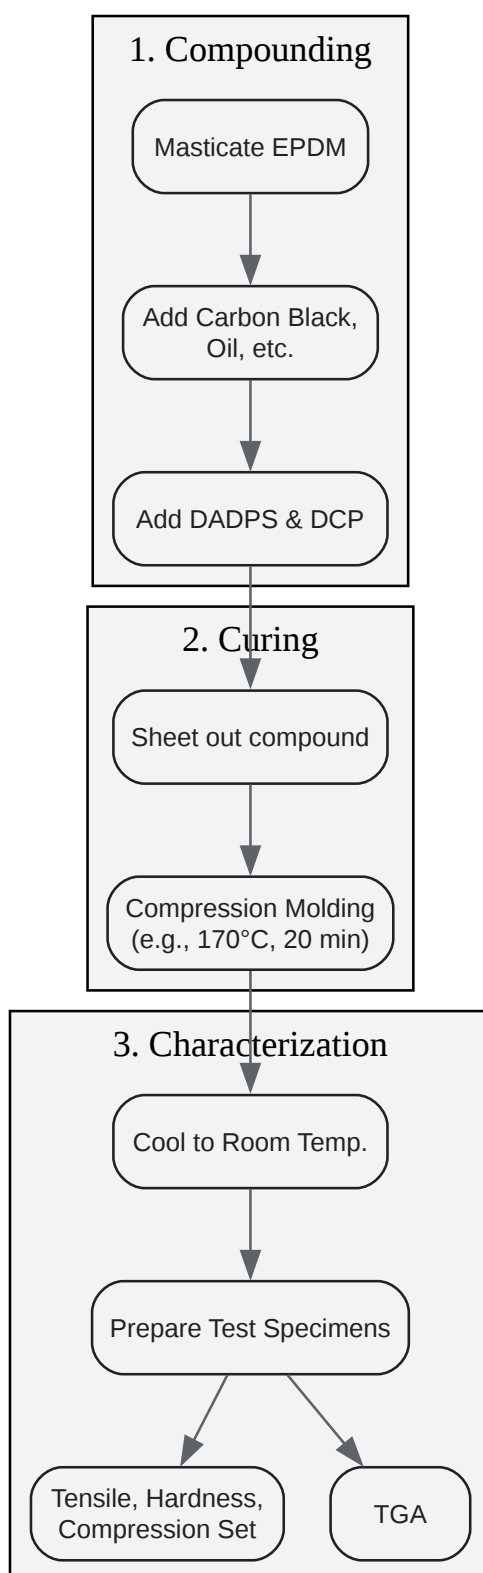 1. Compounding
Masticate EPDM
Add Carbon Black,
Oil, etc.
Add DADPS & DCP
2. Curing
Sheet out compound
Compression Molding
(e.g., 170°C, 20 min)
3. Characterization
Cool to Room Temp.
Prepare Test Specimens
Tensile, Hardness,
Compression Set
TGA